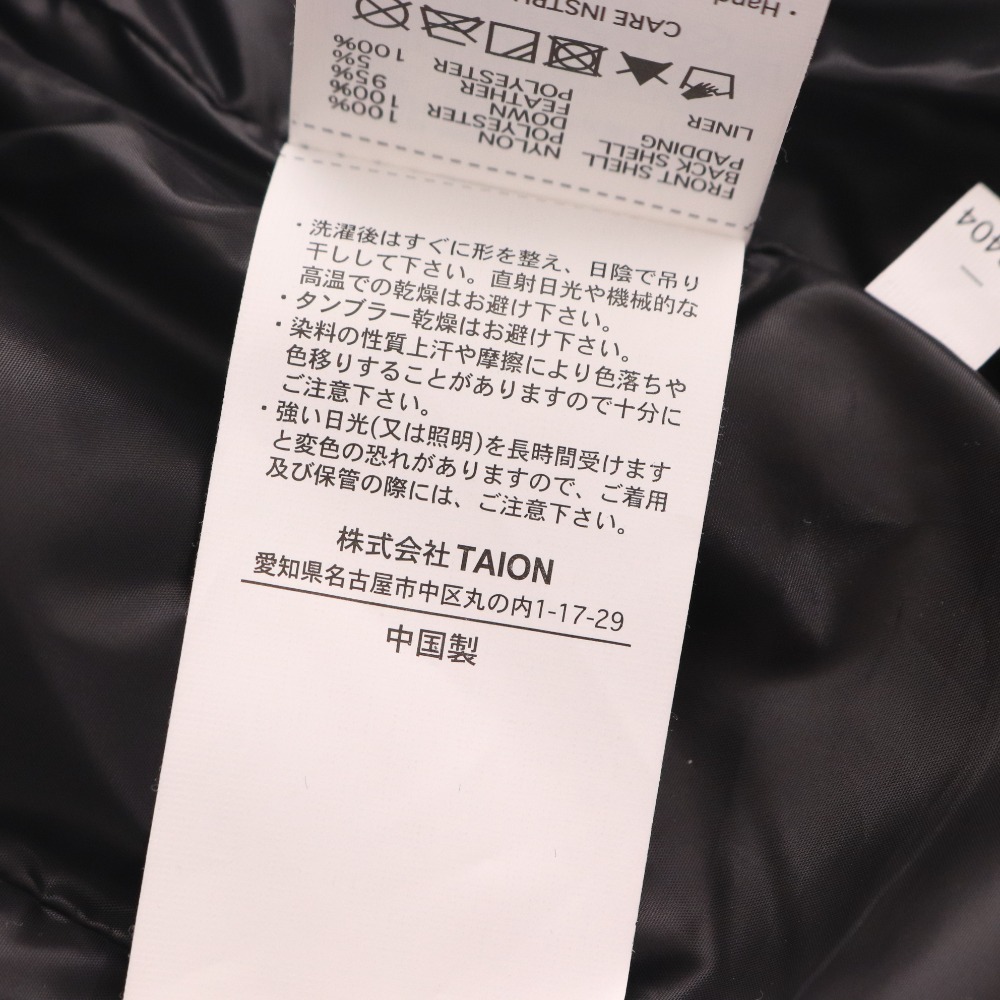 ・Hand
CARE INSTRU
FRONT SHELL NYLON 100%
BACK SHELL POLYESTER 100%
PADDING DOWN 95%
FEATHER 5%
LINER POLYESTER 100%
・洗濯後はすぐに形を整え、日陰で吊り
干しして下さい。直射日光や機械的な
高温での乾燥はお避け下さい。
・タンブラー乾燥はお避け下さい。
・染料の性質上汗や摩擦により色落ちや
色移りすることがありますので十分に
ご注意下さい。
・強い日光(又は照明)を長時間受けます
と変色の恐れがありますので、ご着用
及び保管の際には、ご注意下さい。
株式会社 TAION
愛知県名古屋市中区丸の内1-17-29
中国製
404